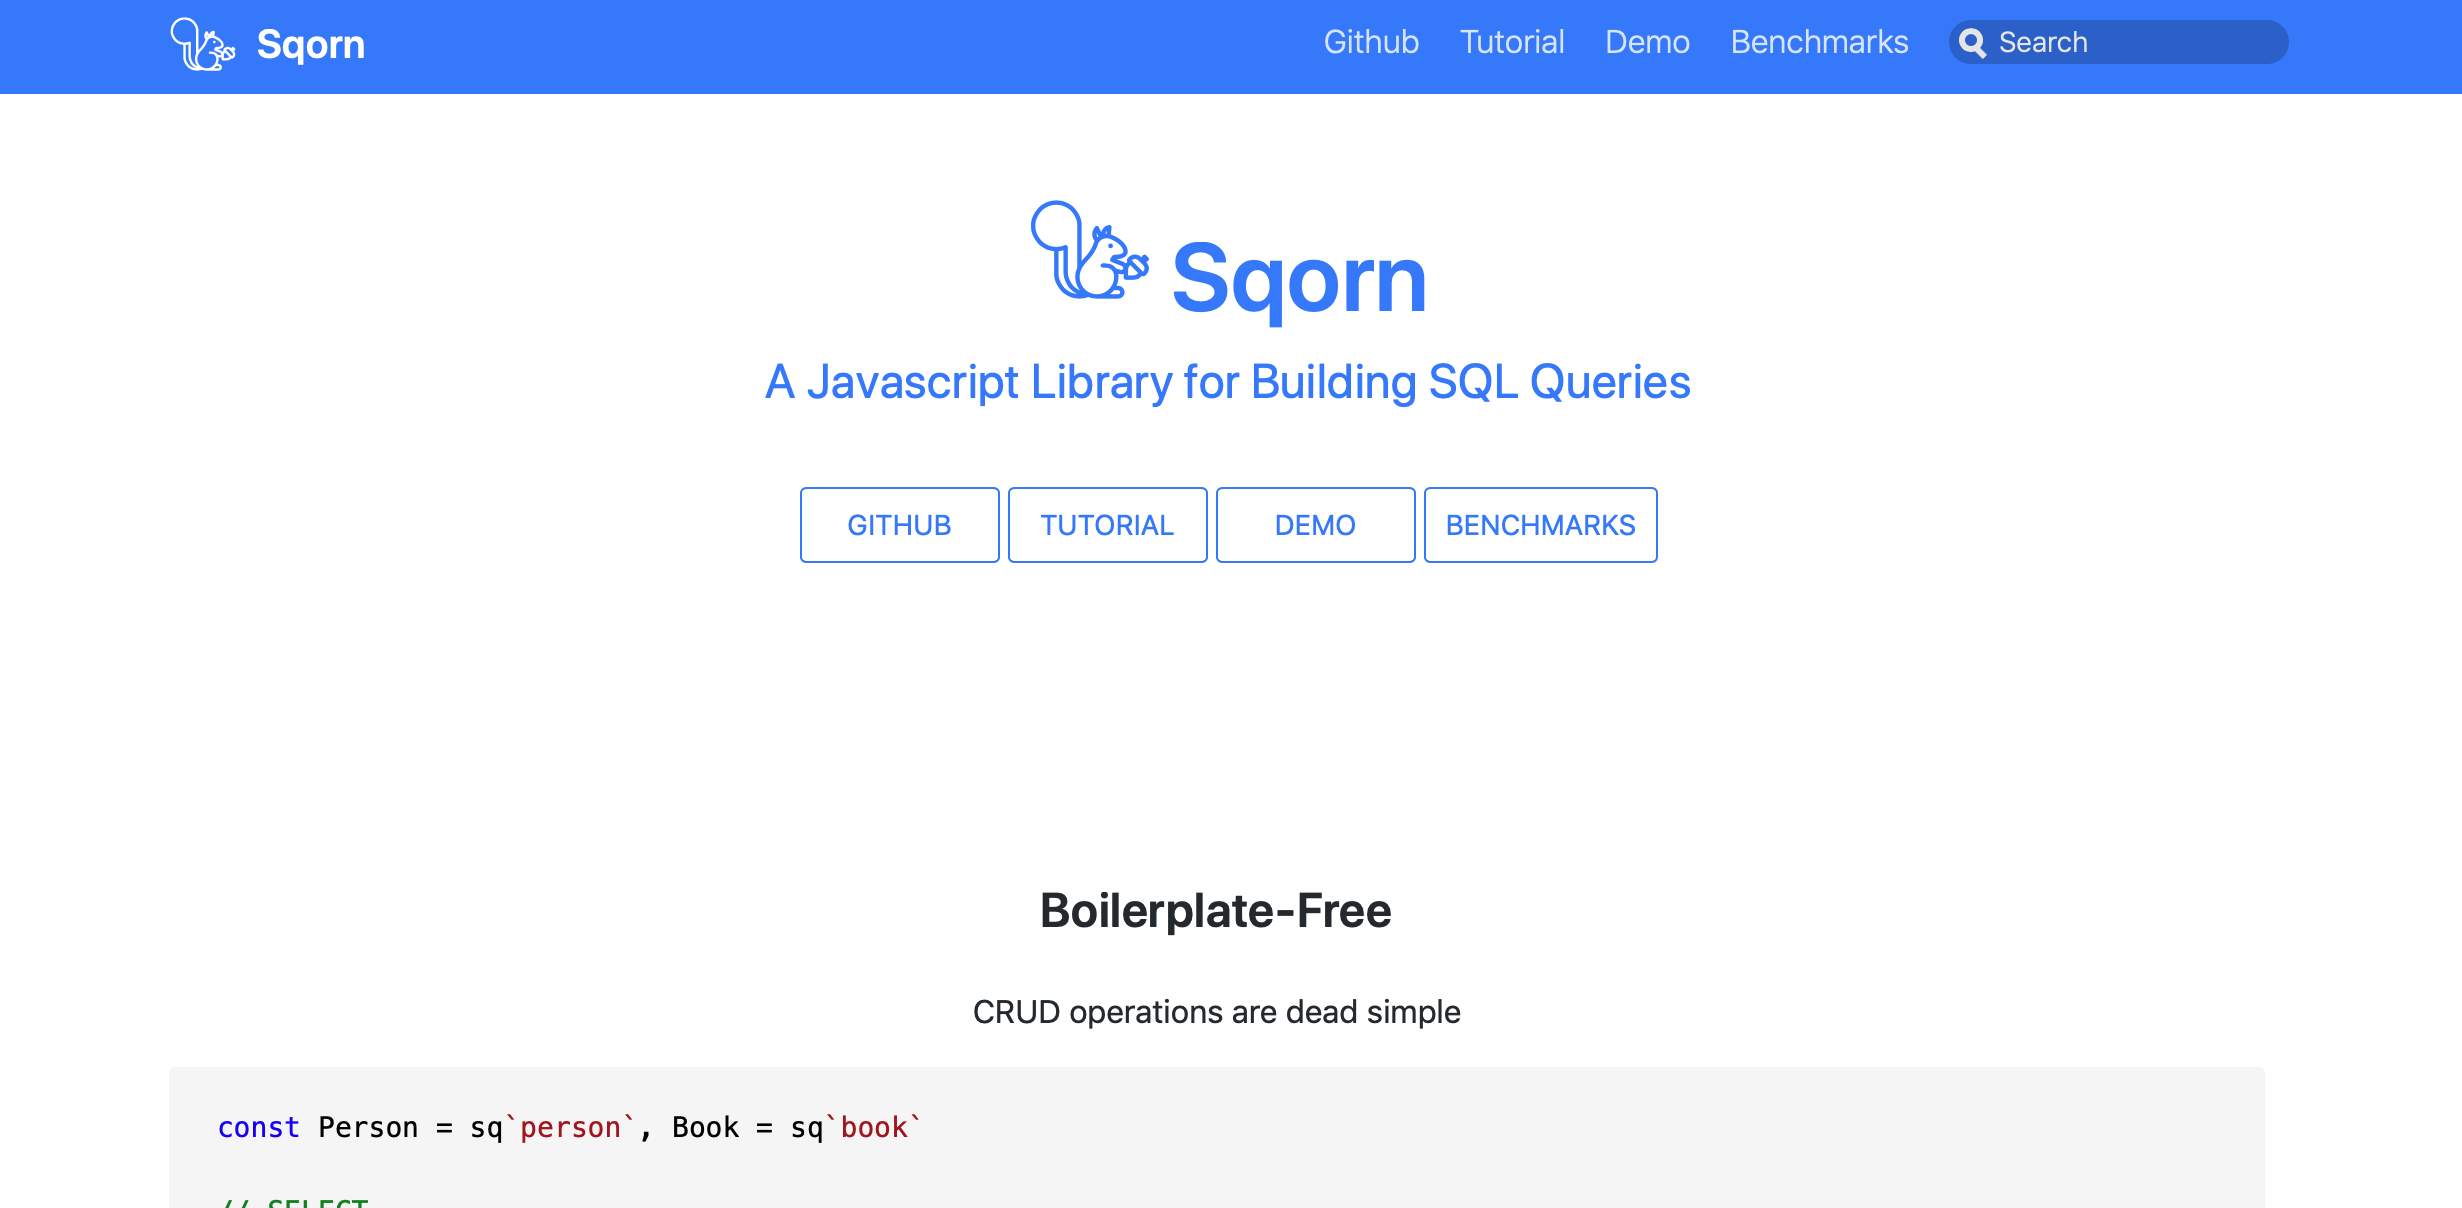 Sqorn
Github Tutorial Demo Benchmarks Search
Sqorn
A Javascript Library for Building SQL Queries
GITHUB TUTORIAL DEMO BENCHMARKS
Boilerplate-Free
CRUD operations are dead simple
const Person = sq`person`, Book = sq`book`
// SELECT